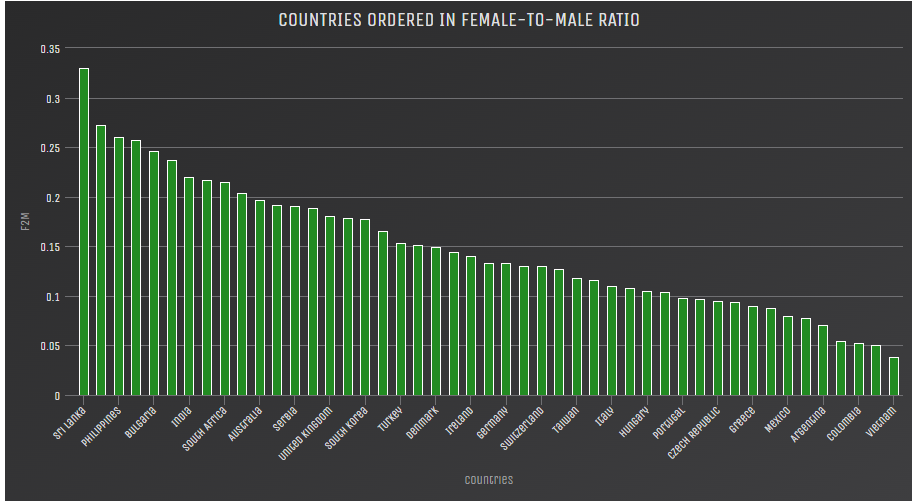 COUNTRIES ORDERED IN FEMALE-TO-MALE RATIO
0.35
0.3
0.25
0.2
0.15
0.1
0.05
0
F2M
Sri Lanka
Philippines
Bulgaria
India
South Africa
Australia
Serbia
United Kingdom
South Korea
Turkey
Denmark
Ireland
Germany
Switzerland
Taiwan
Italy
Hungary
Portugal
Czech Republic
Greece
Mexico
Argentina
Colombia
Vietnam
countries